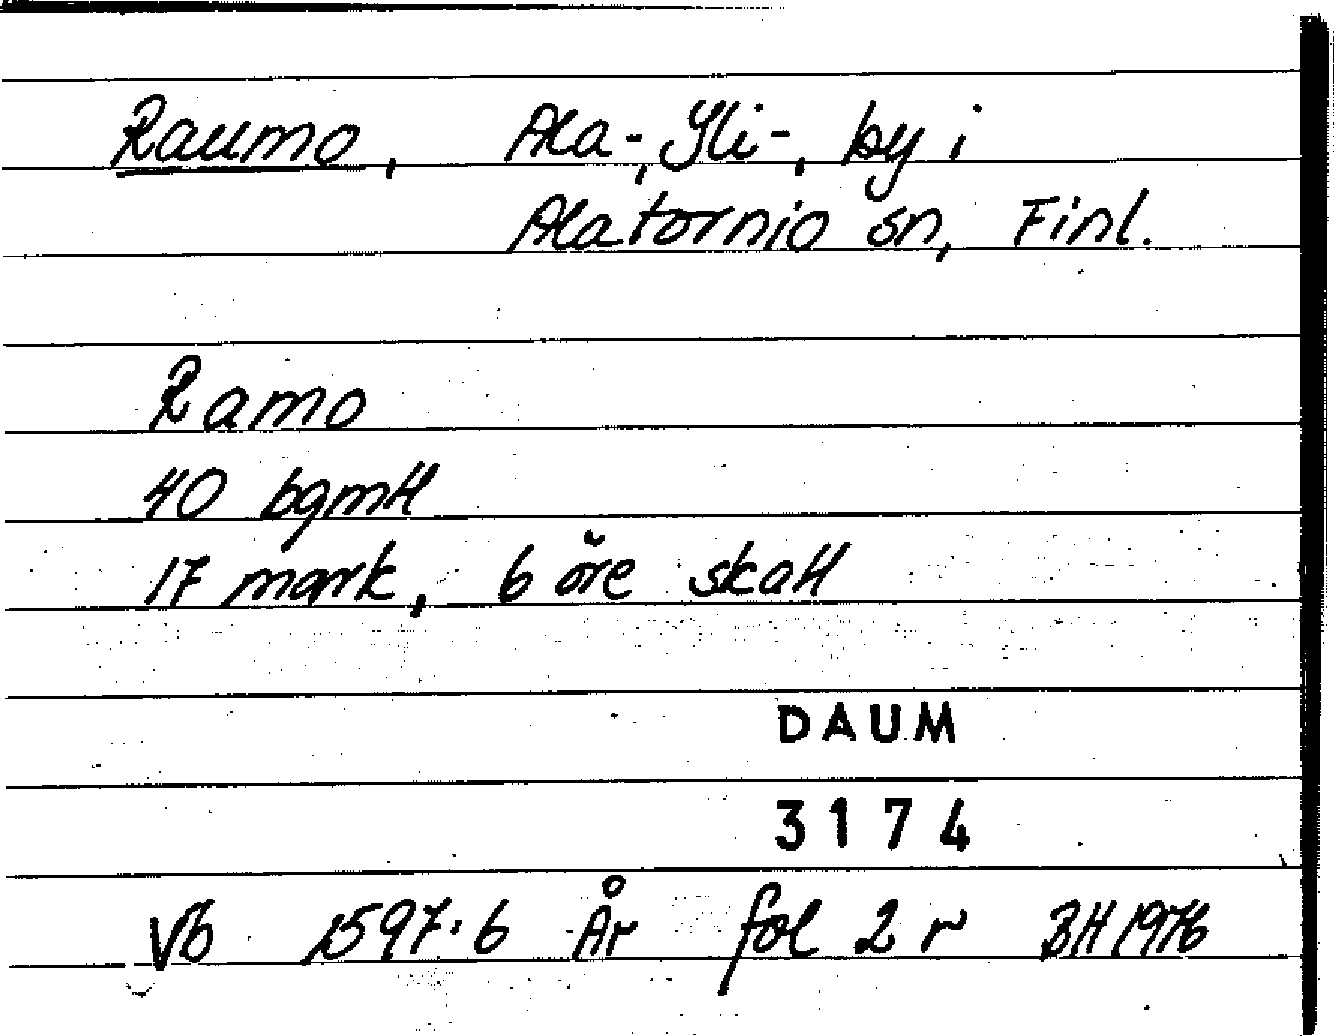 Raumo, Ala-, Yli-, by i
Alatornio sn, Finl.
Ramo
40 bgmtl
17 mark, 6 öre skatt
DAUM
3174
Vb 1597:6 År fol 2 r BH 1976